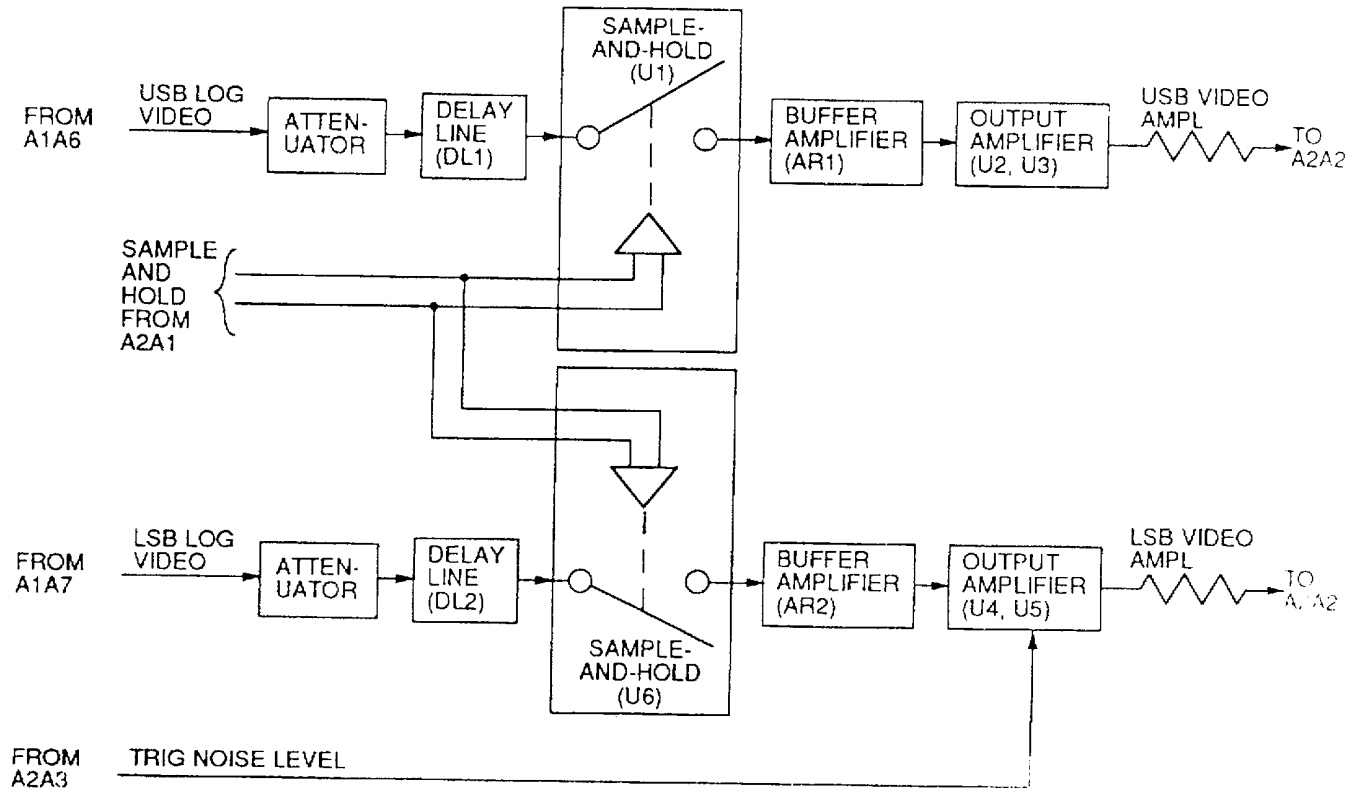 SAMPLE-
AND-HOLD
(U1)
FROM
A1A6
USB LOG
VIDEO
ATTEN-
UATOR
DELAY
LINE
(DL1)
BUFFER
AMPLIFIER
(AR1)
OUTPUT
AMPLIFIER
(U2, U3)
USB VIDEO
AMPL
TO
A2A2
SAMPLE
AND
HOLD
FROM
A2A1
FROM
A1A7
LSB LOG
VIDEO
ATTEN-
UATOR
DELAY
LINE
(DL2)
SAMPLE-
AND-HOLD
(U6)
BUFFER
AMPLIFIER
(AR2)
OUTPUT
AMPLIFIER
(U4, U5)
LSB VIDEO
AMPL
TO
A2A2
FROM
A2A3
TRIG NOISE LEVEL